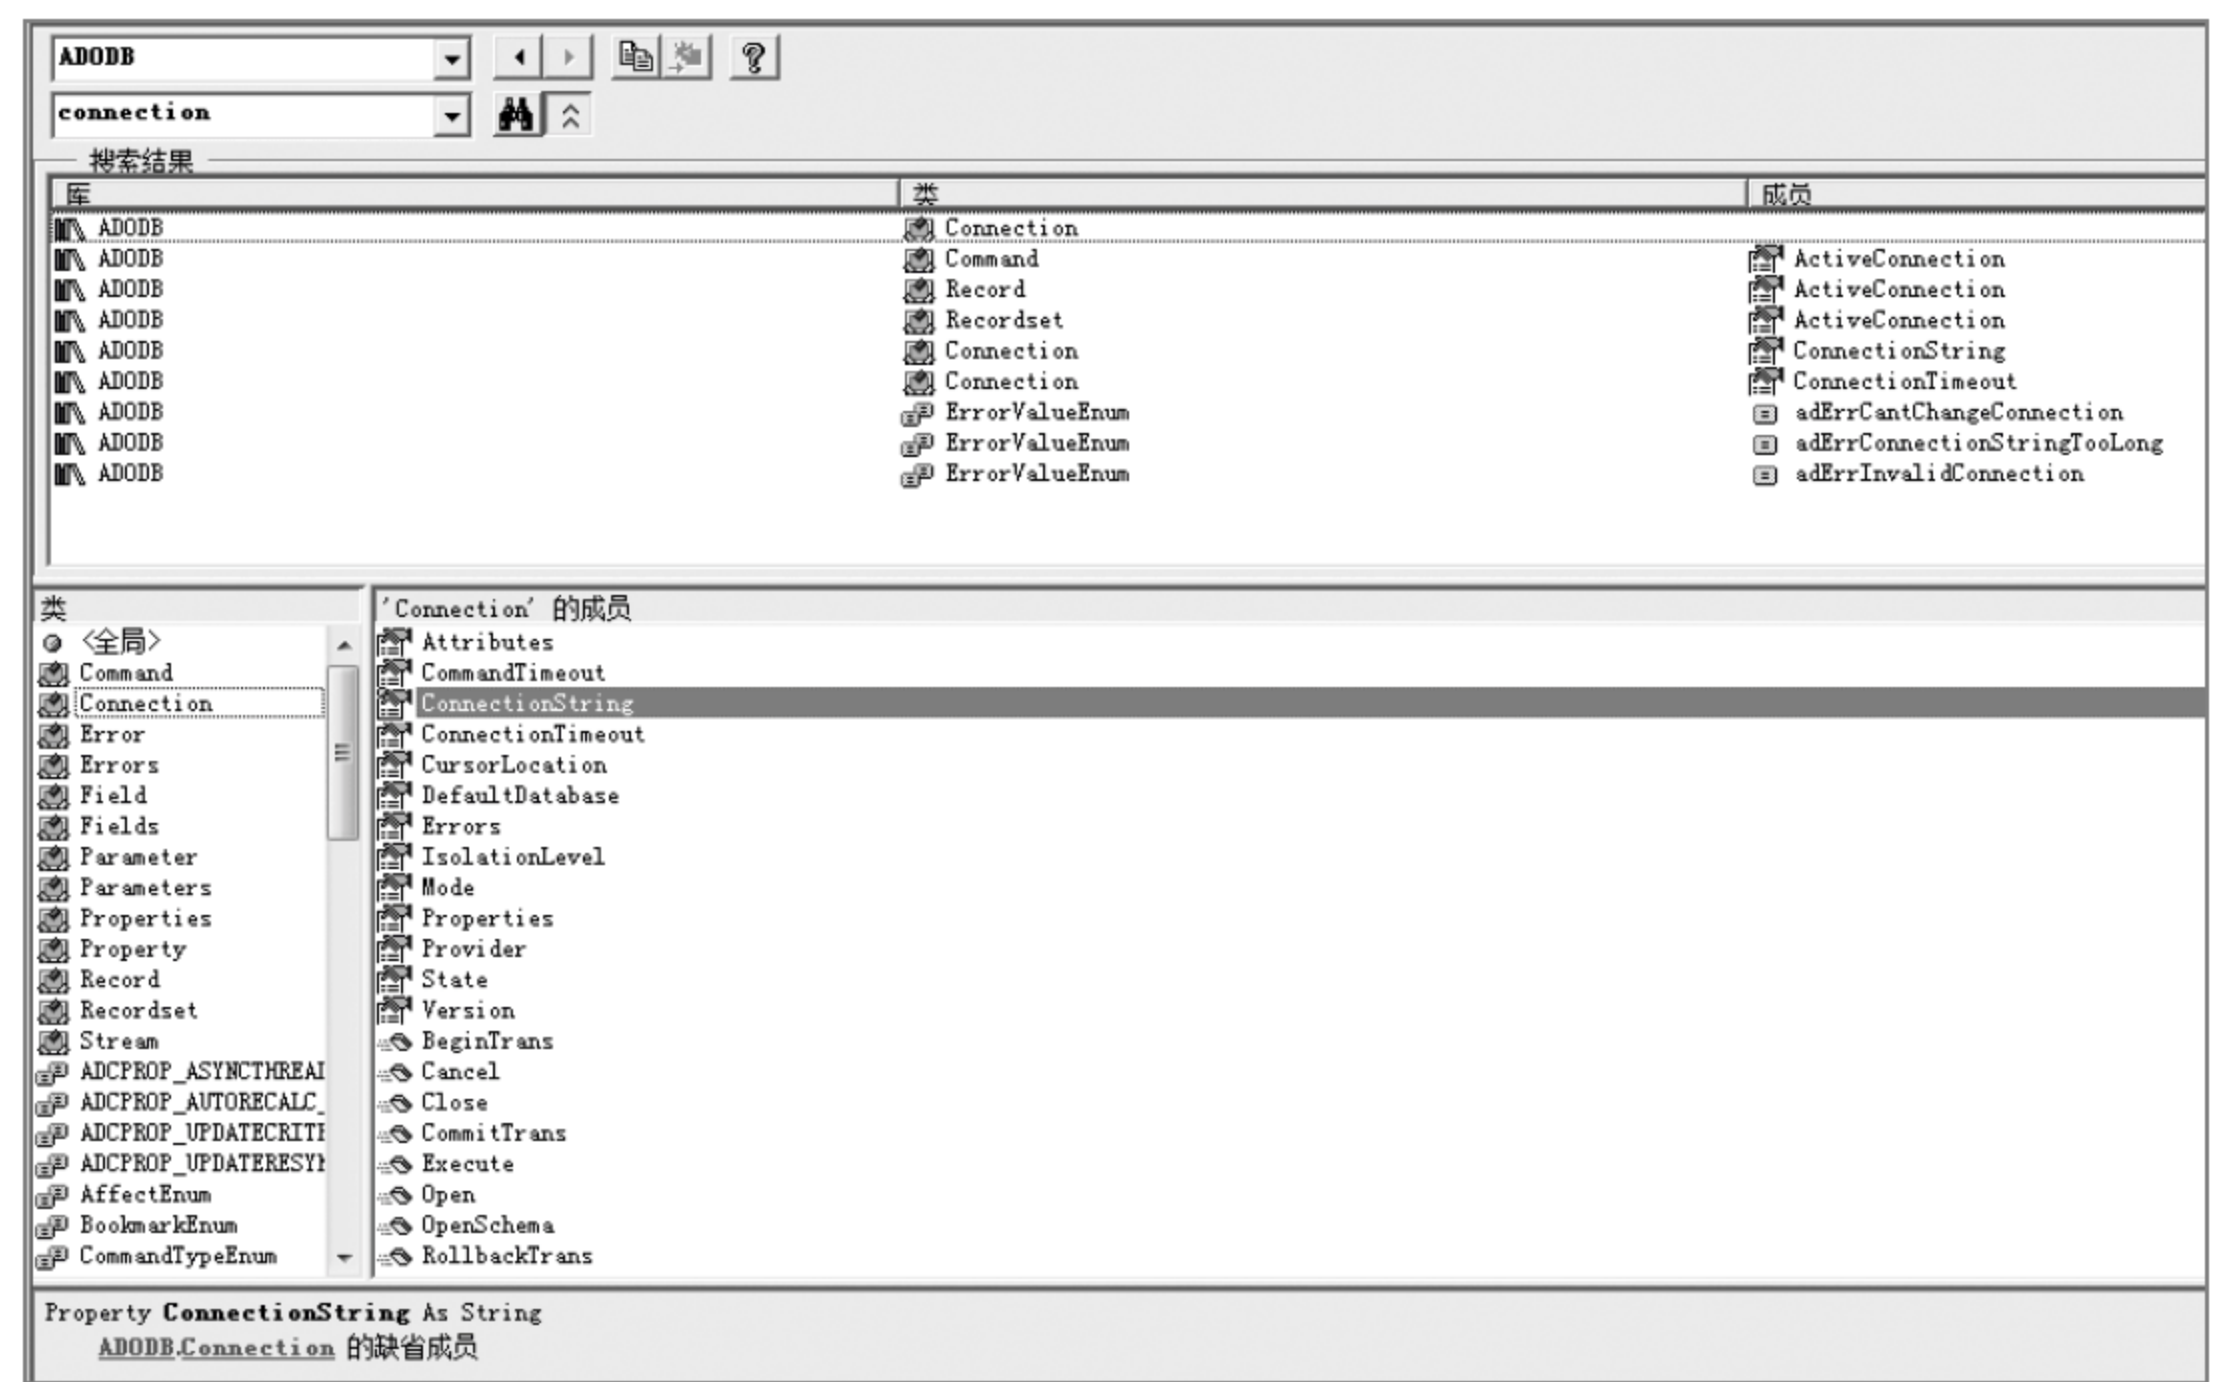 ADODB
connection
搜索结果
库 类 成员
ADODB Connection
ADODB Command ActiveConnection
ADODB Record ActiveConnection
ADODB Recordset ActiveConnection
ADODB Connection ConnectionString
ADODB Connection ConnectionTimeout
ADODB ErrorValueEnum adErrCantChangeConnection
ADODB ErrorValueEnum adErrConnectionStringTooLong
ADODB ErrorValueEnum adErrInvalidConnection
类
<全局>
Command
Connection
Error
Errors
Field
Fields
Parameter
Parameters
Properties
Property
Record
Recordset
Stream
ADCPROP_ASYNCTHREAI
ADCPROP_AUTORECALC_
ADCPROP_UPDATECRITE
ADCPROP_UPDATERESYN
AffectEnum
BookmarkEnum
CommandTypeEnum
'Connection' 的成员
Attributes
CommandTimeout
ConnectionString
ConnectionTimeout
CursorLocation
DefaultDatabase
Errors
IsolationLevel
Mode
Properties
Provider
State
Version
BeginTrans
Cancel
Close
CommitTrans
Execute
Open
OpenSchema
RollbackTrans
Property ConnectionString As String
ADODB.Connection 的缺省成员